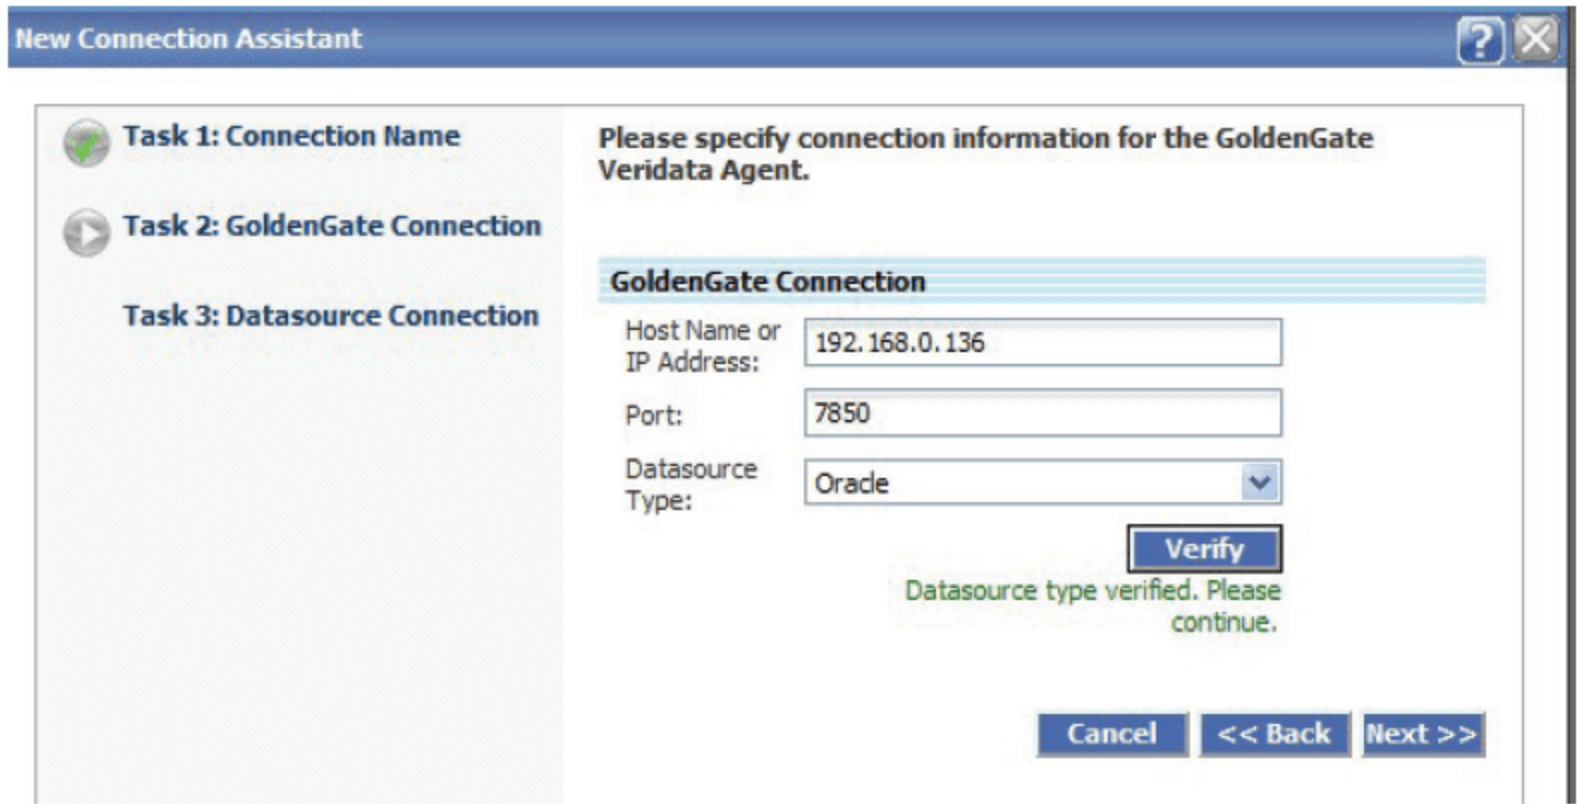 New Connection Assistant
?
Task 1: Connection Name
Task 2: GoldenGate Connection
Task 3: Datasource Connection
Please specify connection information for the GoldenGate
Veridata Agent.
GoldenGate Connection
Host Name or
IP Address:
192.168.0.136
Port:
7850
Datasource
Type:
Oracle
Verify
Datasource type verified. Please
continue.
Cancel
<< Back
Next >>